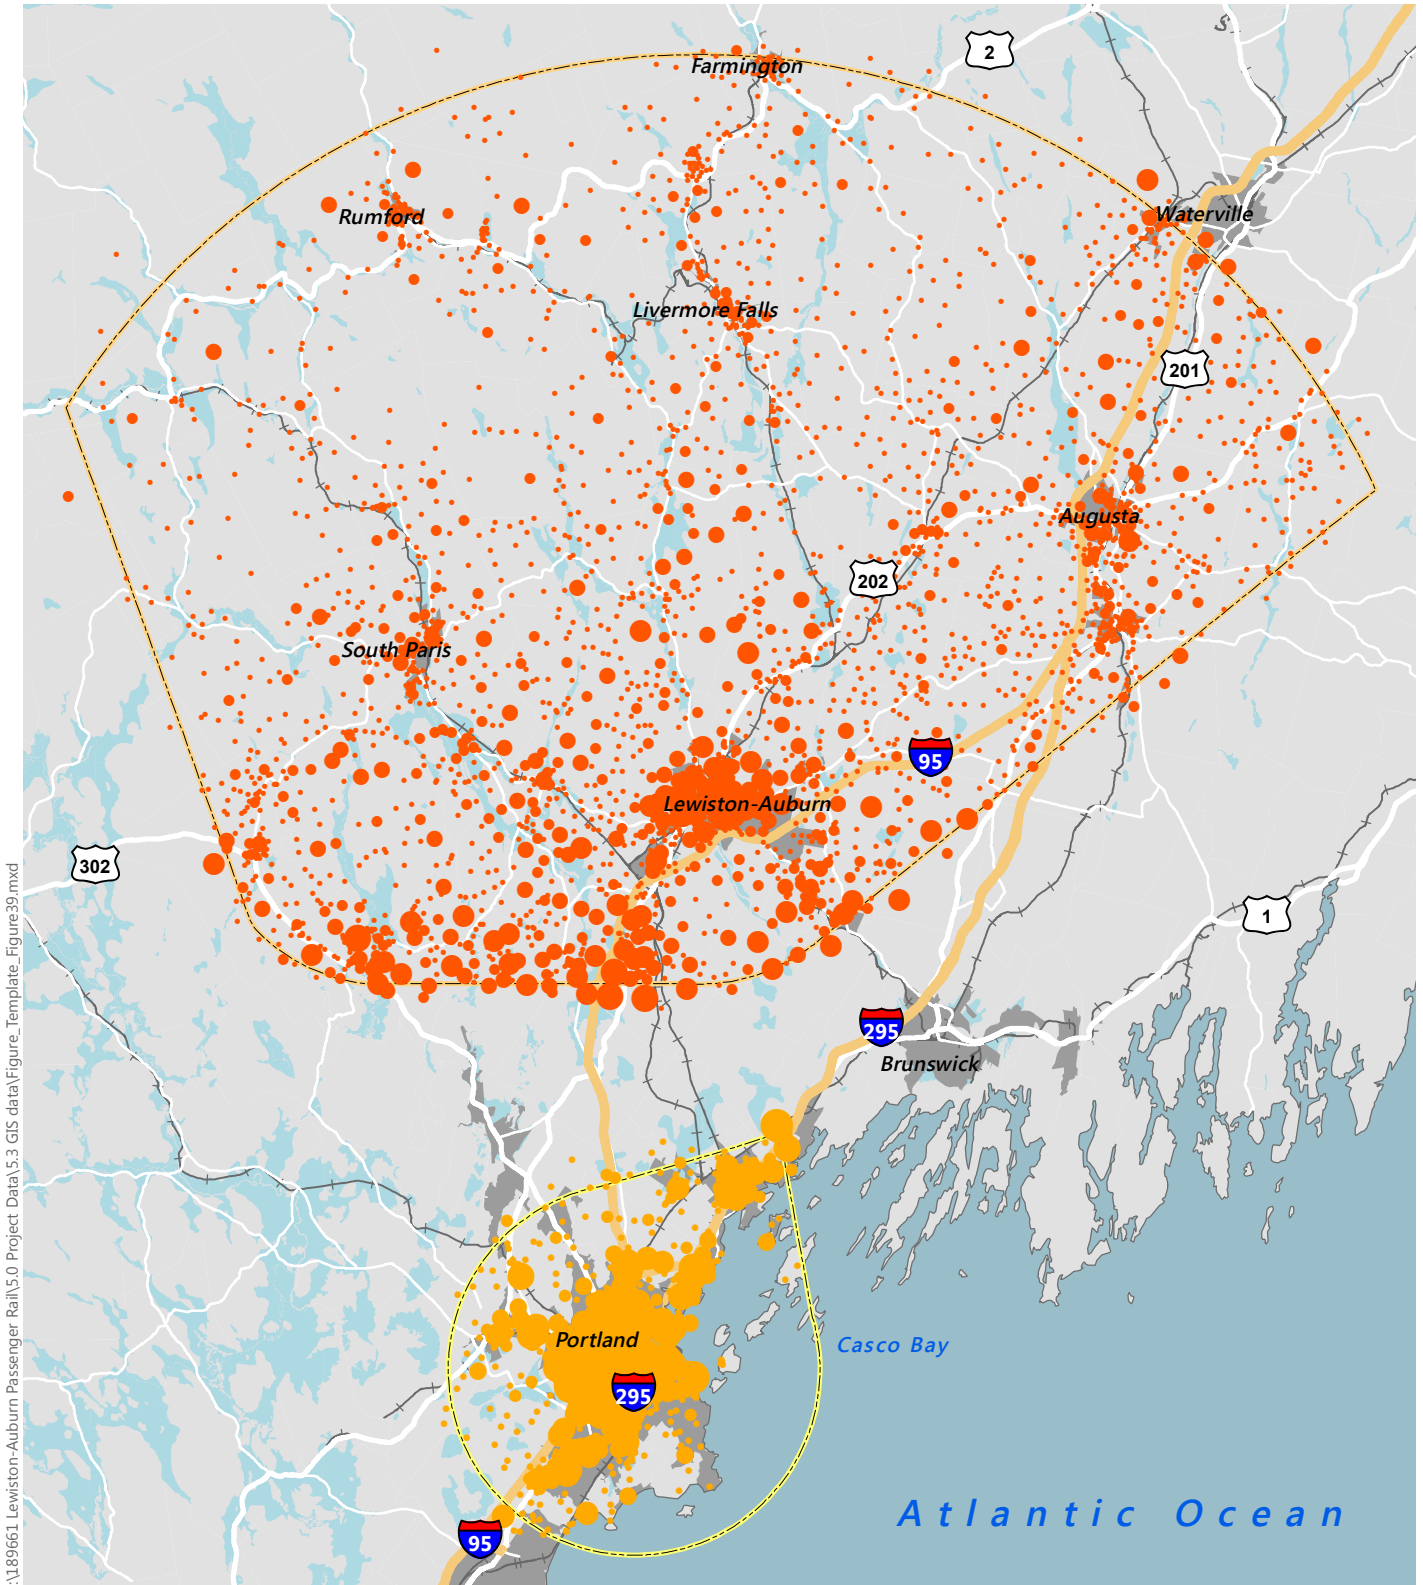 2
Farmington
Rumford
Waterville
Livermore Falls
201
Augusta
202
South Paris
95
Lewiston-Auburn
302
1
295
Brunswick
Portland
Casco Bay
295
Atlantic Ocean
95
:\189661 Lewiston-Auburn Passenger Rail\5.0 Project Data\5.3 GIS data\Figure_Template_Figure39.mxd